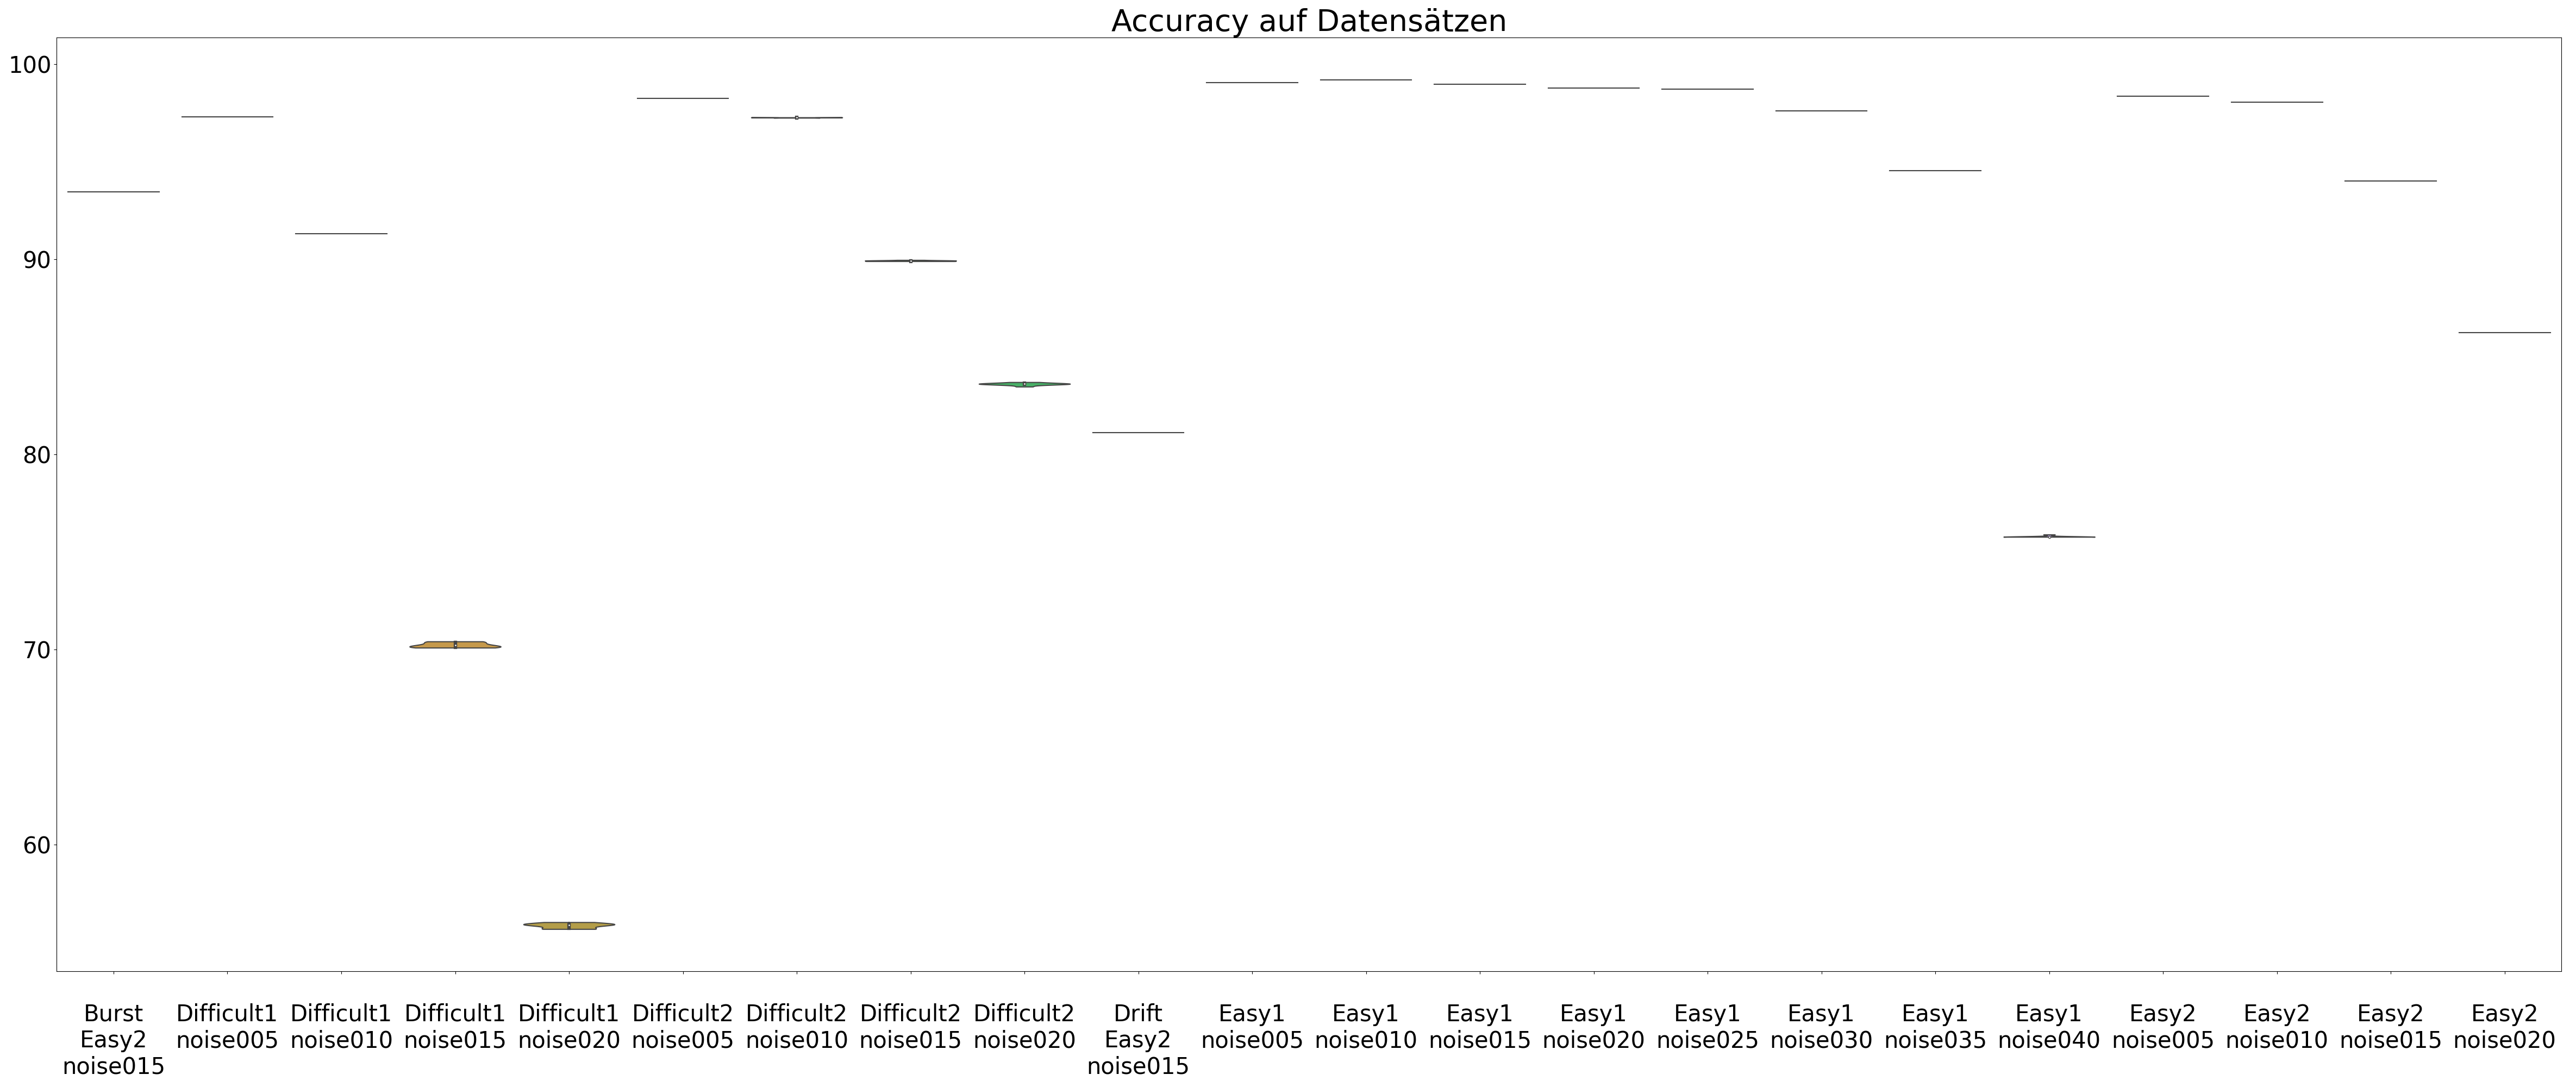 Accuracy auf Datensätzen
100
90
80
70
60
Burst
Easy2
noise015
Difficult1
noise005
Difficult1
noise010
Difficult1
noise015
Difficult1
noise020
Difficult2
noise005
Difficult2
noise010
Difficult2
noise015
Difficult2
noise020
Drift
Easy2
noise015
Easy1
noise005
Easy1
noise010
Easy1
noise015
Easy1
noise020
Easy1
noise025
Easy1
noise030
Easy1
noise035
Easy1
noise040
Easy2
noise005
Easy2
noise010
Easy2
noise015
Easy2
noise020